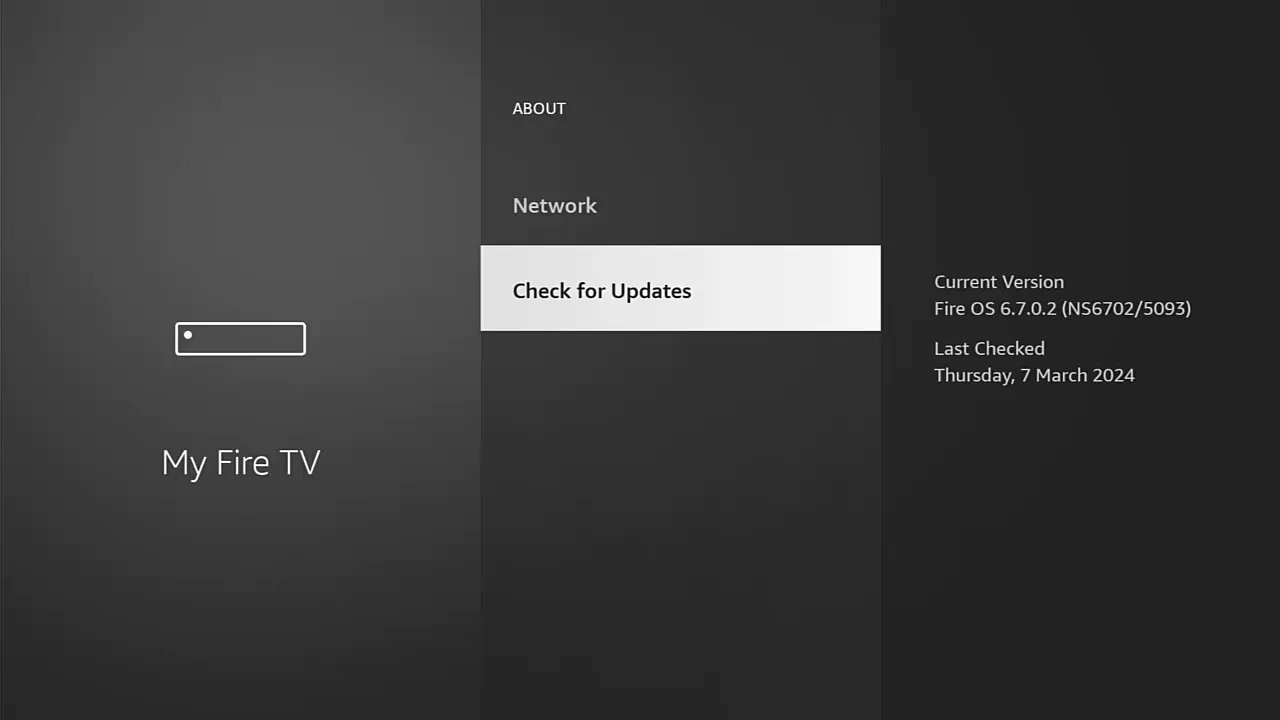 ABOUT
Network
Check for Updates
My Fire TV
Current Version
Fire OS 6.7.0.2 (NS6702/5093)
Last Checked
Thursday, 7 March 2024